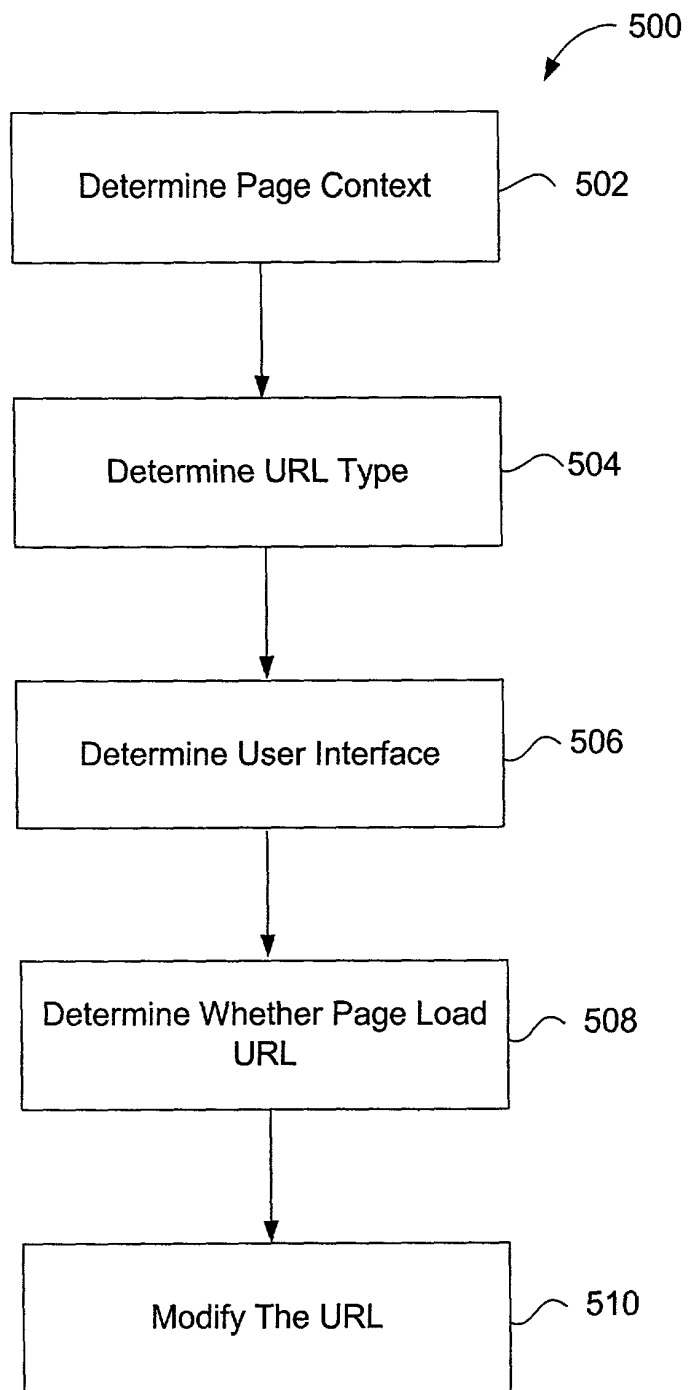 500
Determine Page Context
502
Determine URL Type
504
Determine User Interface
506
Determine Whether Page Load
URL
508
Modify The URL
510